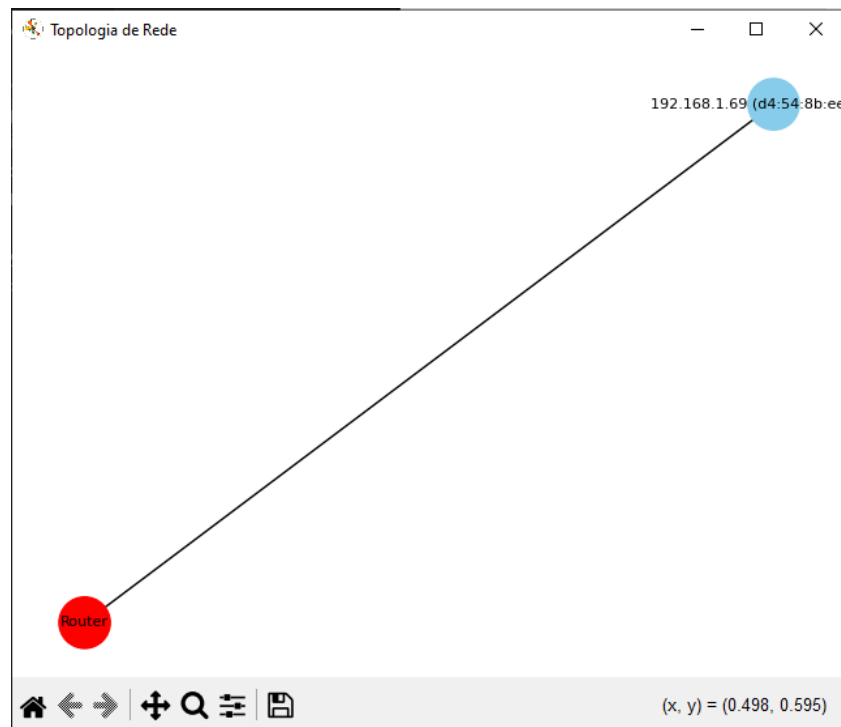 Topologia de Rede
192.168.1.69 (d4:54:8b:ee
Router
(x, y) = (0.498, 0.595)